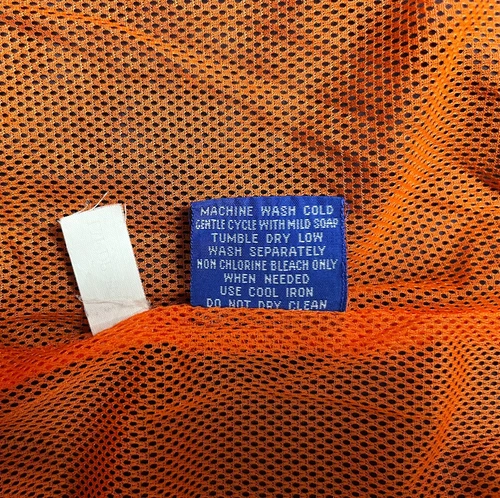 MACHINE WASH COLD
GENTLE CYCLE WITH MILD SOAP
TUMBLE DRY LOW
WASH SEPARATELY
NON CHLORINE BLEACH ONLY
WHEN NEEDED
USE COOL IRON
DO NOT DRY CLEAN